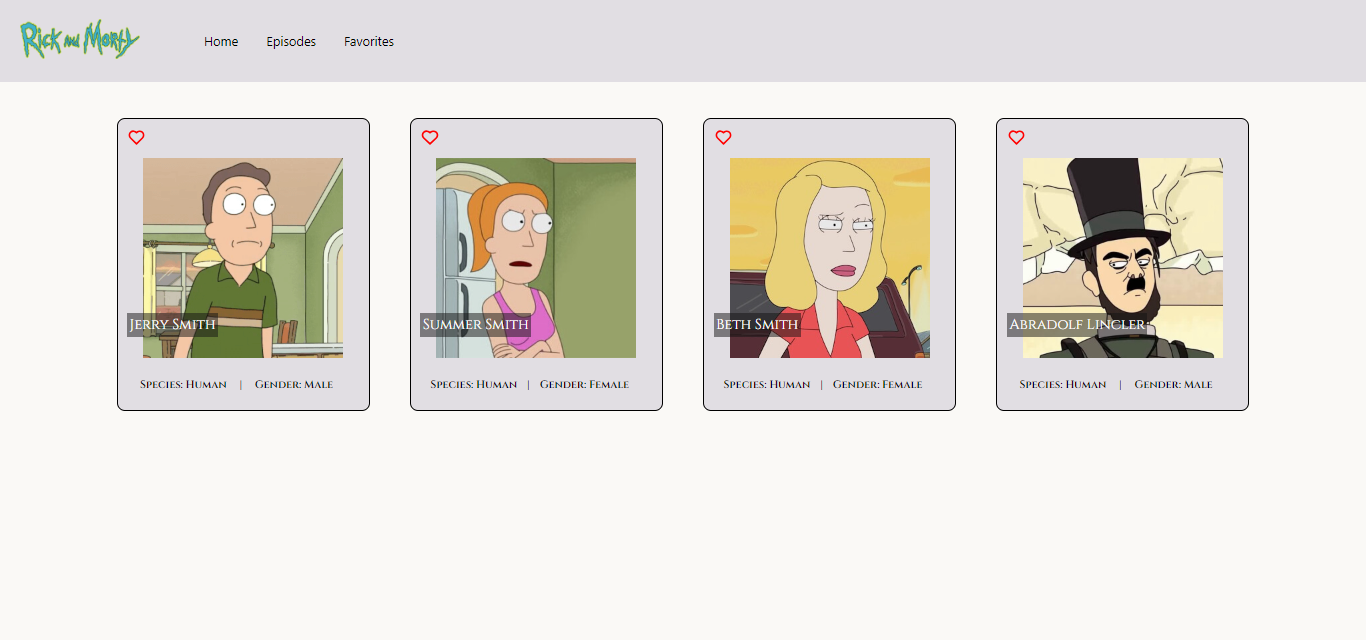 Rick and Morty
Home Episodes Favorites
Jerry Smith
Species: Human | Gender: Male
Summer Smith
Species: Human | Gender: Female
Beth Smith
Species: Human | Gender: Female
Abradolf Lincler
Species: Human | Gender: Male